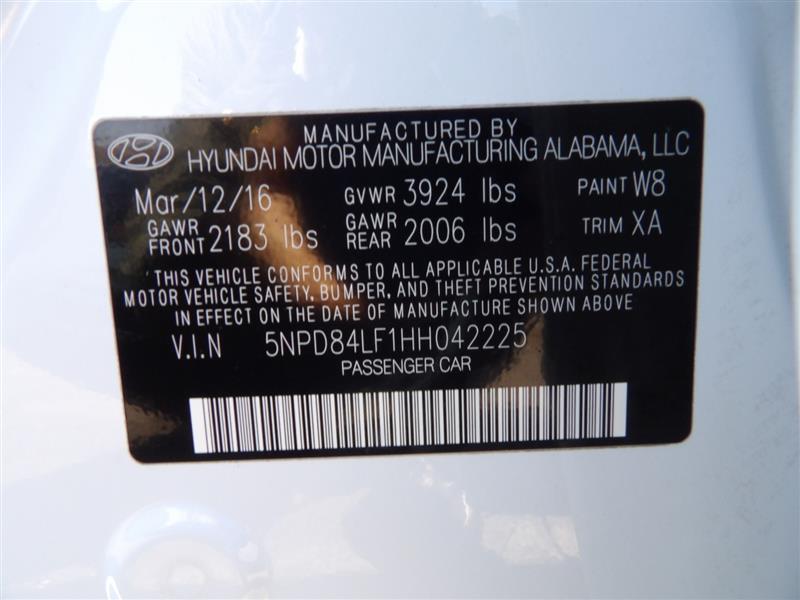 MANUFACTURED BY
HYUNDAI MOTOR MANUFACTURING ALABAMA, LLC
Mar/12/16 GVWR 3924 lbs PAINT W8
GAWR FRONT 2183 lbs GAWR REAR 2006 lbs TRIM XA
THIS VEHICLE CONFORMS TO ALL APPLICABLE U.S.A. FEDERAL
MOTOR VEHICLE SAFETY, BUMPER, AND THEFT PREVENTION STANDARDS
IN EFFECT ON THE DATE OF MANUFACTURE SHOWN ABOVE
V.I.N 5NPD84LF1HH042225
PASSENGER CAR